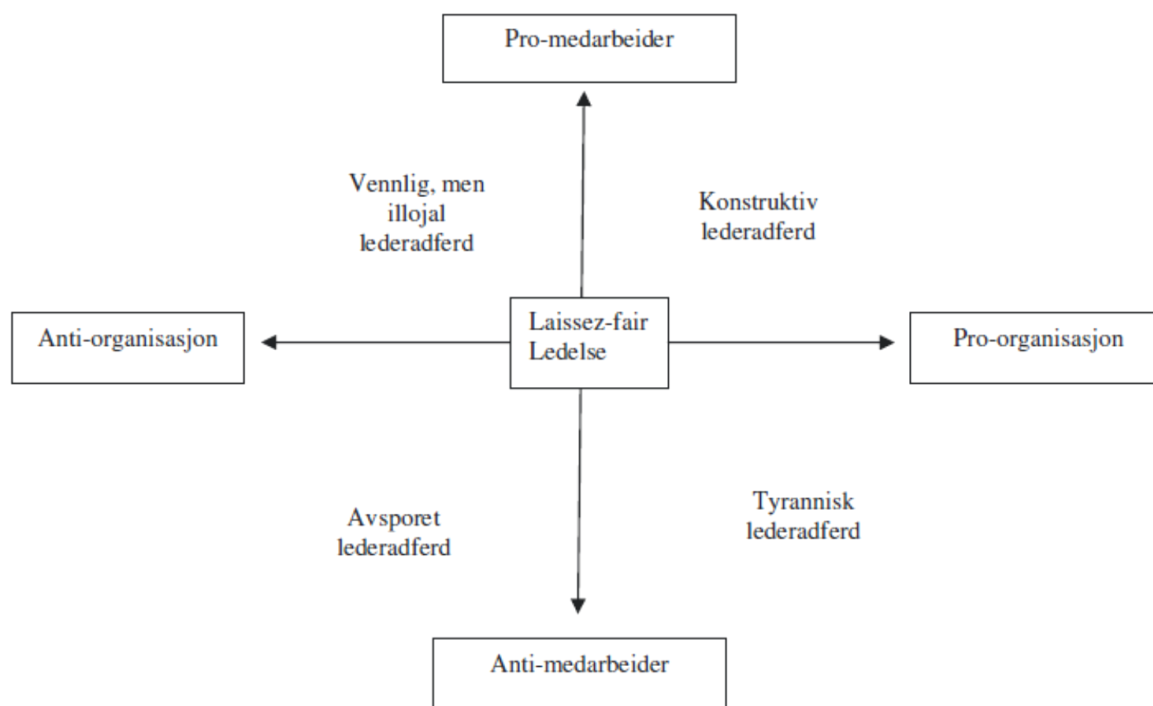 Pro-medarbeider
Vennlig, men
illojal
lederadferd
Konstruktiv
lederadferd
Anti-organisasjon
Laissez-fair
Ledelse
Pro-organisasjon
Avsporet
lederadferd
Tyrannisk
lederadferd
Anti-medarbeider